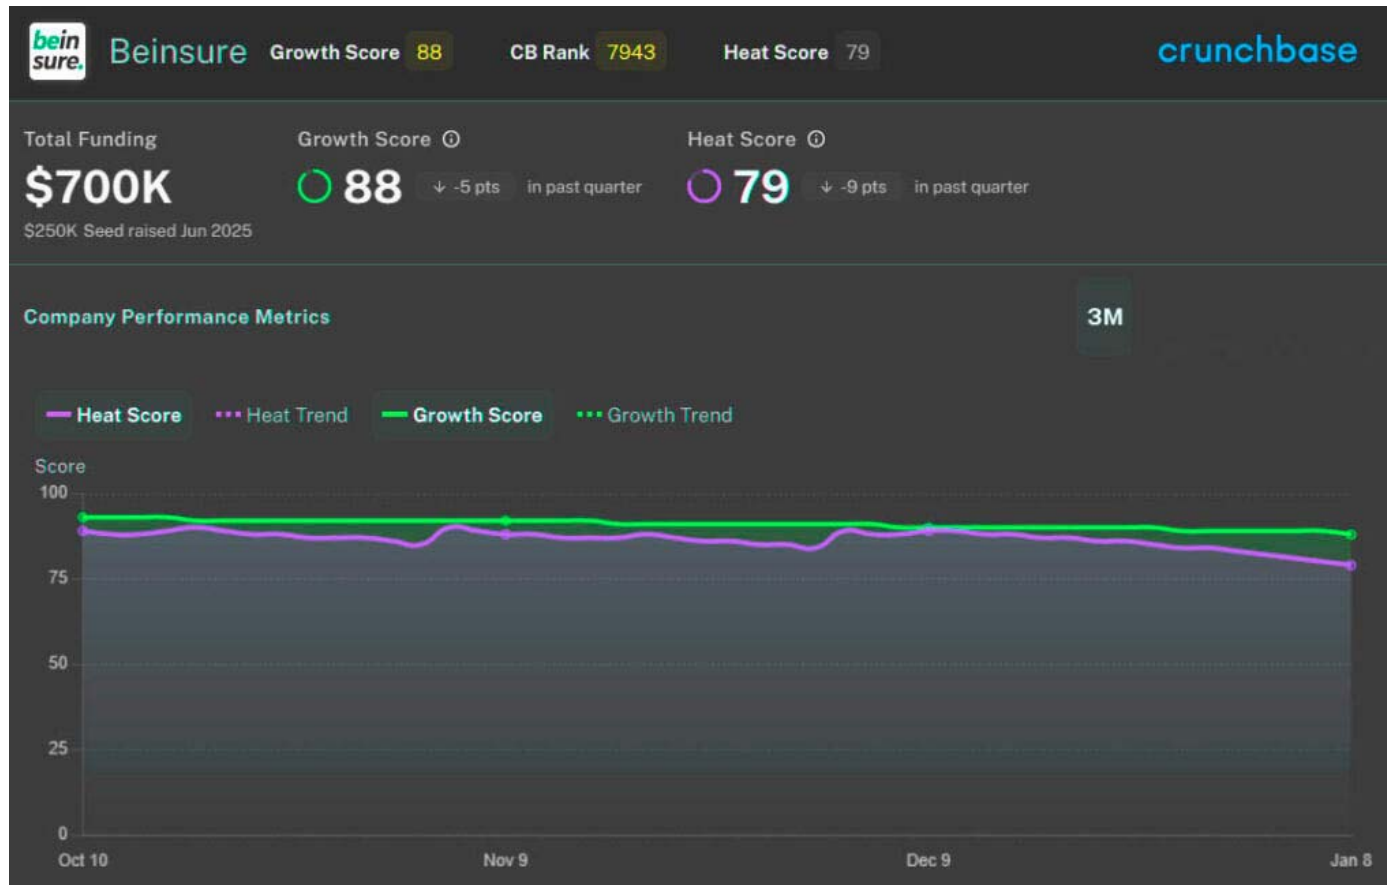 bein
sure.
Beinsure Growth Score 88 CB Rank 7943 Heat Score 79 crunchbase
Total Funding Growth Score Heat Score
$700K 88 ↓ -5 pts in past quarter 79 ↓ -9 pts in past quarter
$250K Seed raised Jun 2025
Company Performance Metrics 3M
Heat Score Heat Trend Growth Score Growth Trend
Score
100
75
50
25
0
Oct 10 Nov 9 Dec 9 Jan 8